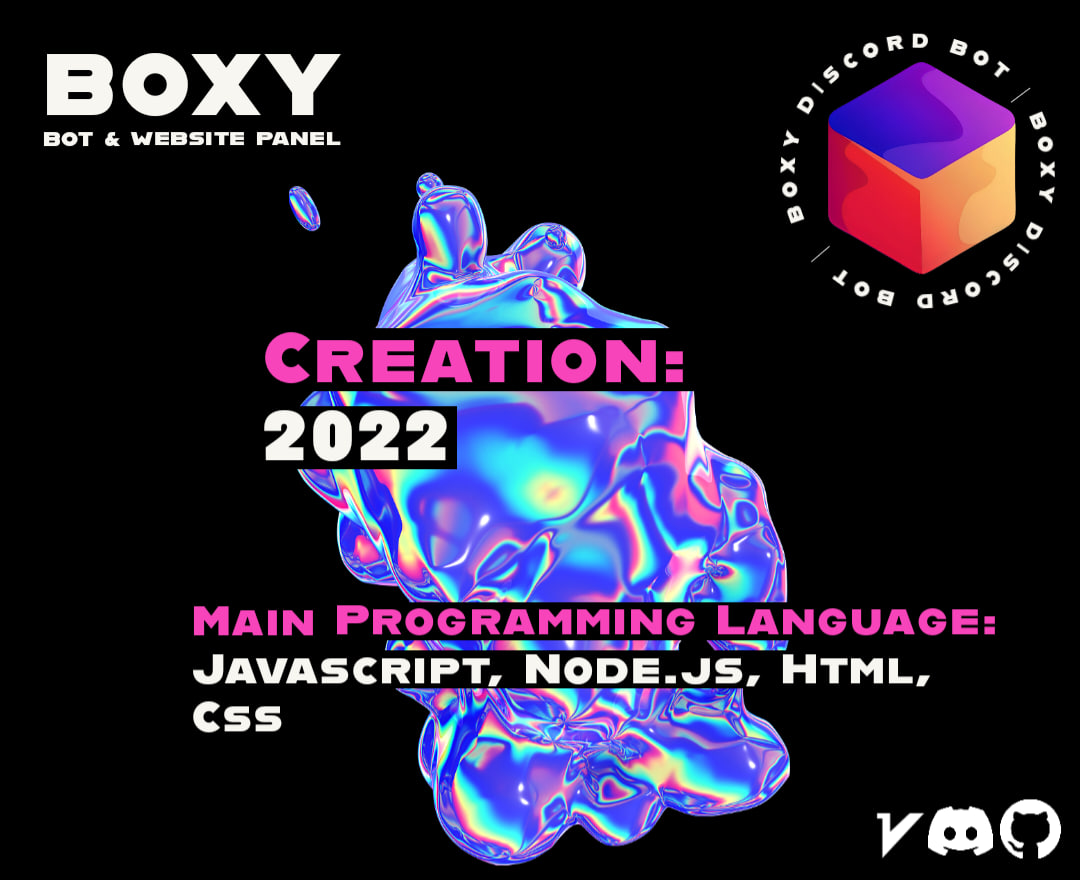 BOXY
BOT & WEBSITE PANEL
BOXY DISCORD BOT | BOXY DISCORD BOT |
CREATION:
2022
MAIN PROGRAMMING LANGUAGE:
JAVASCRIPT, NODE.JS, HTML,
CSS